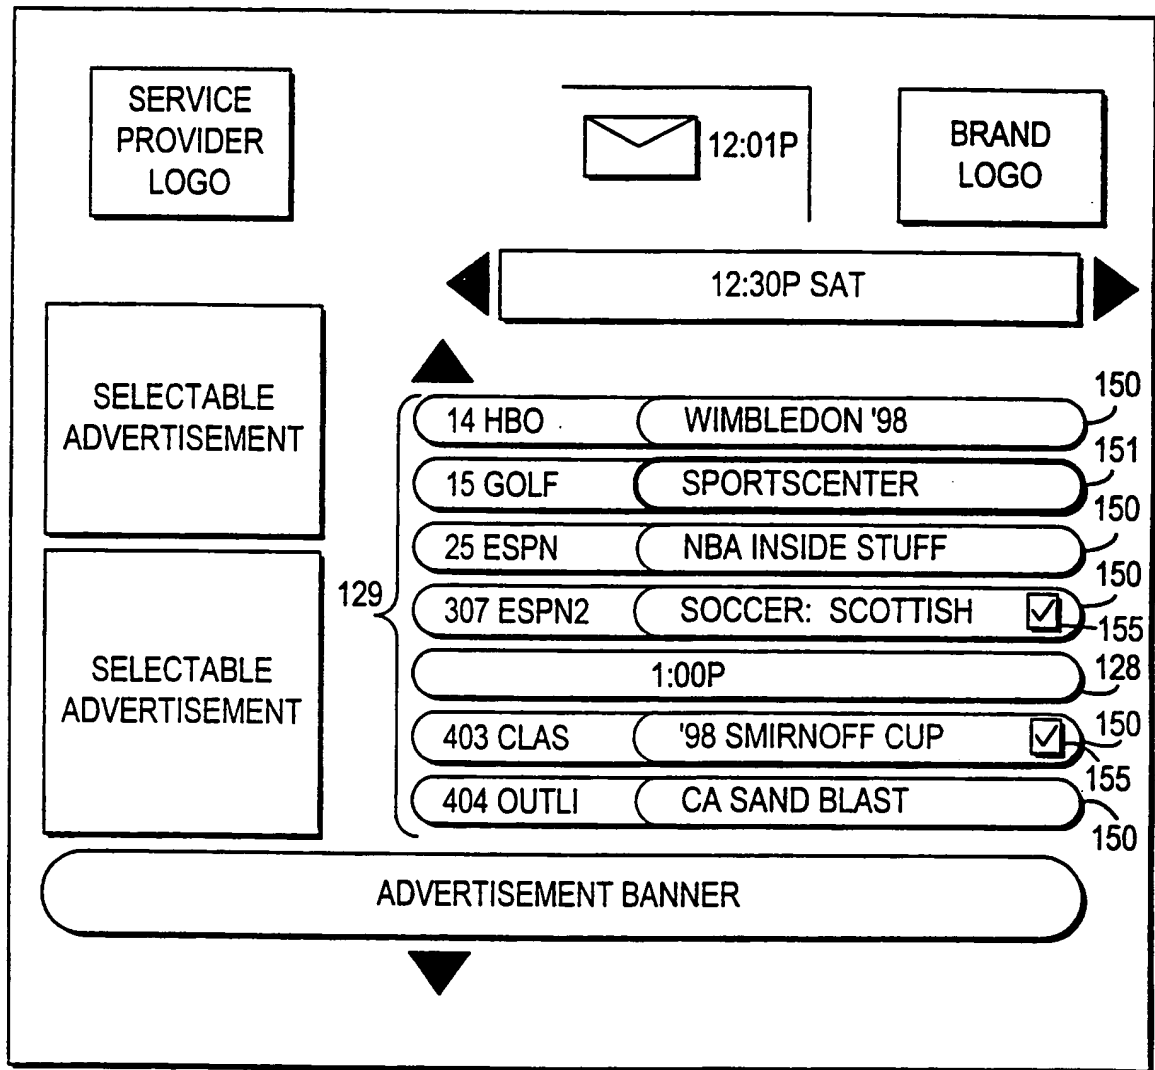 SERVICE
PROVIDER
LOGO
12:01P
BRAND
LOGO
12:30P SAT
SELECTABLE
ADVERTISEMENT
SELECTABLE
ADVERTISEMENT
129
14 HBO WIMBLEDON '98 150
15 GOLF SPORTSCENTER 151
25 ESPN NBA INSIDE STUFF 150
307 ESPN2 SOCCER: SCOTTISH 150
155
1:00P 128
403 CLAS '98 SMIRNOFF CUP 150
155
404 OUTLI CA SAND BLAST 150
ADVERTISEMENT BANNER